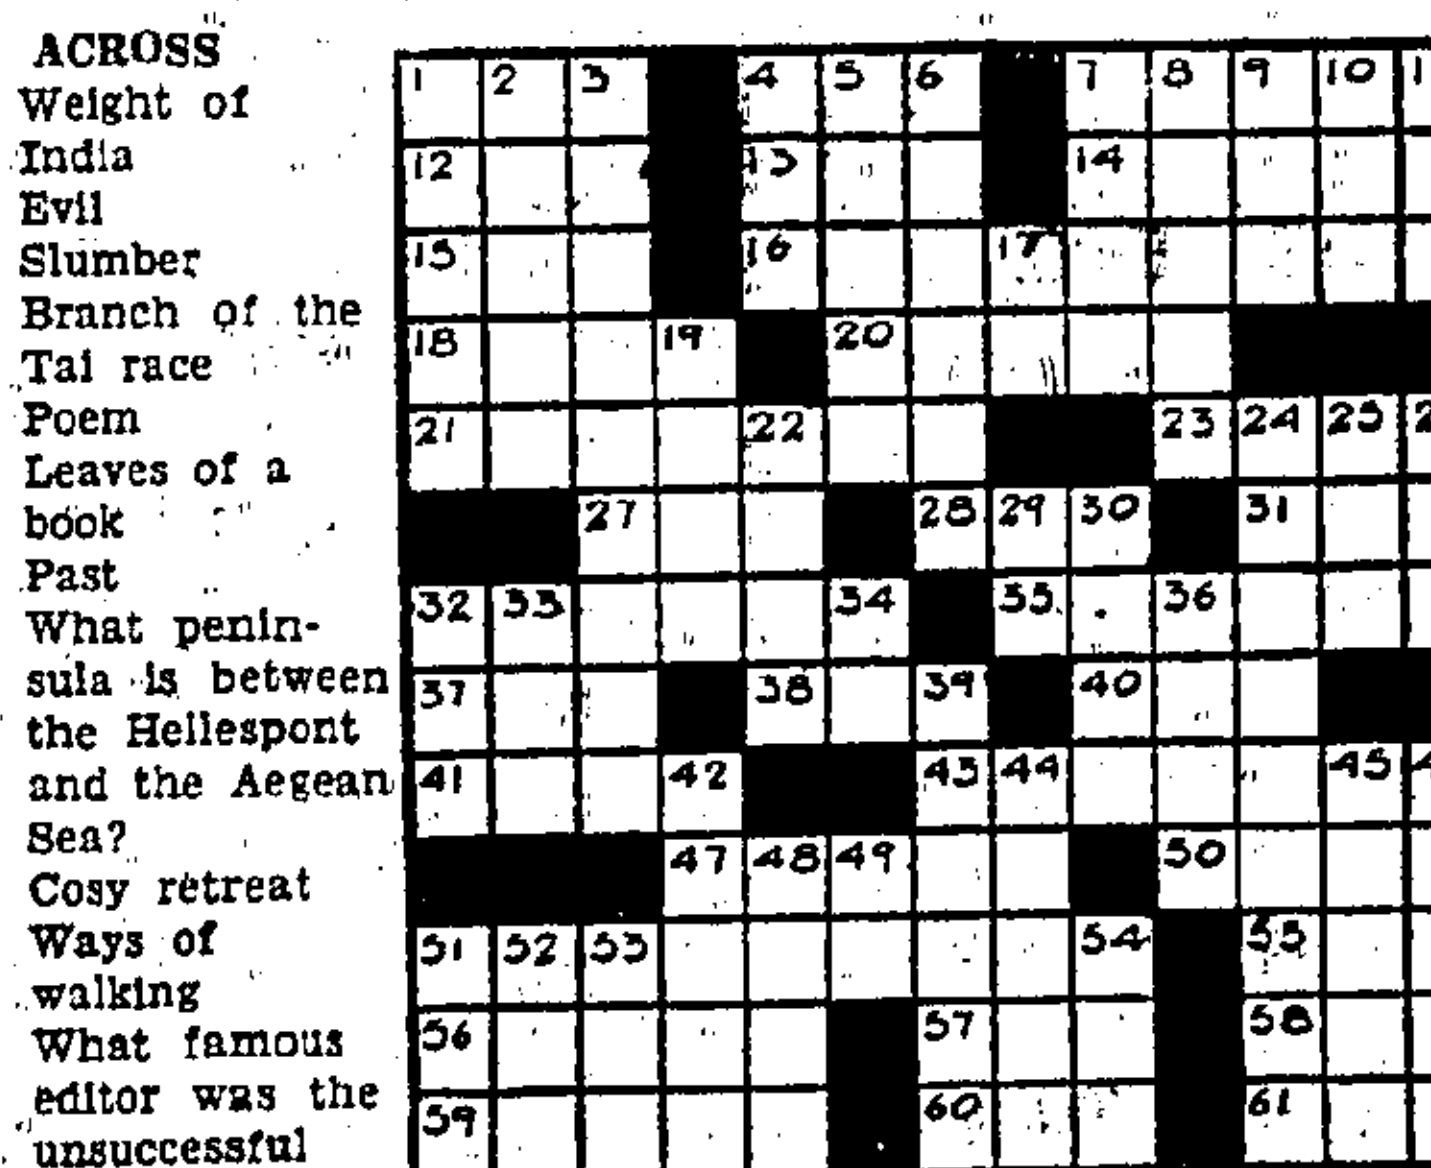 ACROSS
Weight of
India
Evil
Slumber
Branch of the
Tai race
Poem
Leaves of a
book
Past
What penin-
sula is between
the Hellespont
and the Aegean
Sea?
Cosy retreat
Ways of
walking
What famous
editor was the
unsuccessful
1 2 3 4 5 6 7 8 9 10
12 13 14
15 16 17
18 19 20
21 22 23 24 25
27 28 29 30 31
32 33 34 35 36
37 38 39 40
41 42 43 44 45
47 48 49 50
51 52 53 54 55
56 57 58
59 60 61